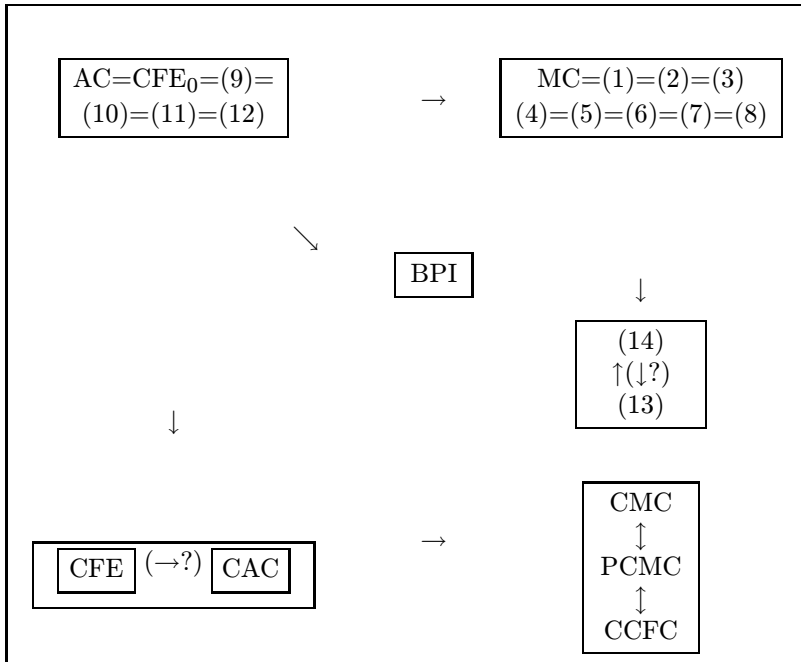 AC=CFE₀=(9)=
(10)=(11)=(12)
→
MC=(1)=(2)=(3)
(4)=(5)=(6)=(7)=(8)
↘
BPI
↓
(14)
↑(↓?)
(13)
↓
CFE (→?) CAC
→
CMC
↕
PCMC
↕
CCFC